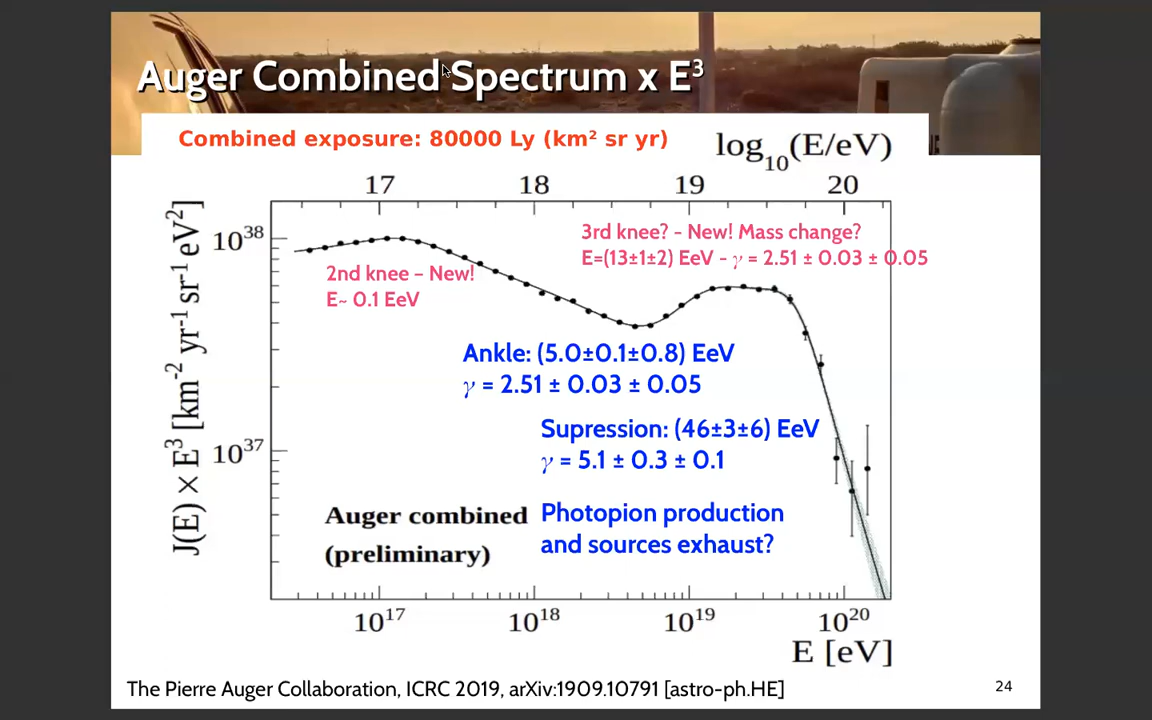 Auger Combined Spectrum x E³
Combined exposure: 80000 Ly (km² sr yr)
log₁₀(E/eV)
17 18 19 20
3rd knee? - New! Mass change?
E=(13±1±2) EeV - γ = 2.51 ± 0.03 ± 0.05
10³⁸
2nd knee – New!
E~ 0.1 EeV
J(E) × E³ [km⁻² yr⁻¹ sr⁻¹ eV²]
Ankle: (5.0±0.1±0.8) EeV
γ = 2.51 ± 0.03 ± 0.05
Supression: (46±3±6) EeV
10³⁷
γ = 5.1 ± 0.3 ± 0.1
Auger combined
(preliminary)
Photopion production
and sources exhaust?
10¹⁷ 10¹⁸ 10¹⁹ 10²⁰
E [eV]
The Pierre Auger Collaboration, ICRC 2019, arXiv:1909.10791 [astro-ph.HE]
24